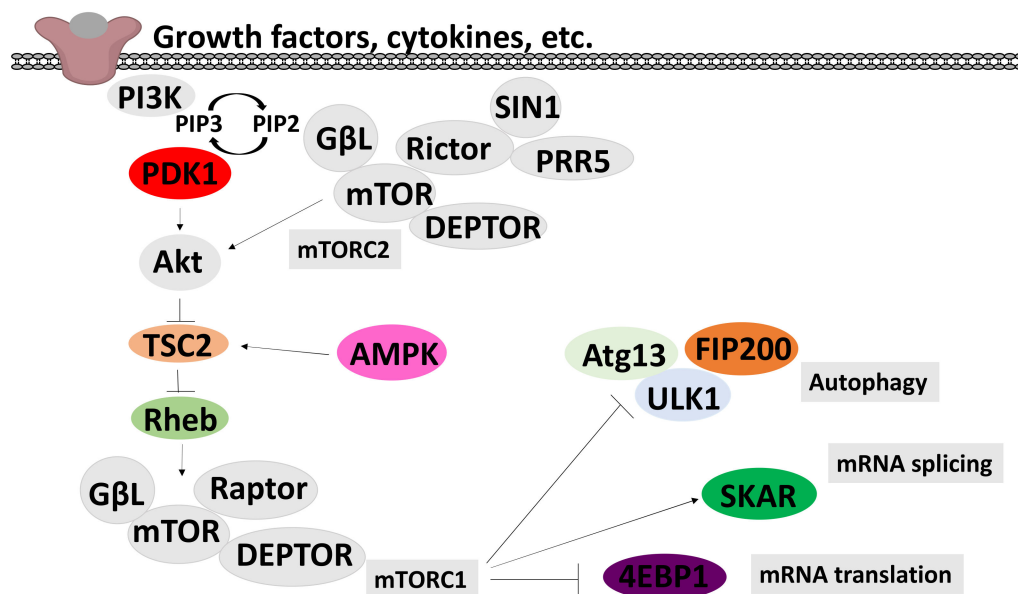 Growth factors, cytokines, etc.
PI3K
PIP3
PIP2
PDK1
GβL
Rictor
SIN1
PRR5
mTOR
DEPTOR
mTORC2
Akt
TSC2
AMPK
Rheb
Atg13
FIP200
ULK1
Autophagy
GβL
Raptor
mTOR
DEPTOR
mTORC1
mRNA splicing
SKAR
4EBP1
mRNA translation